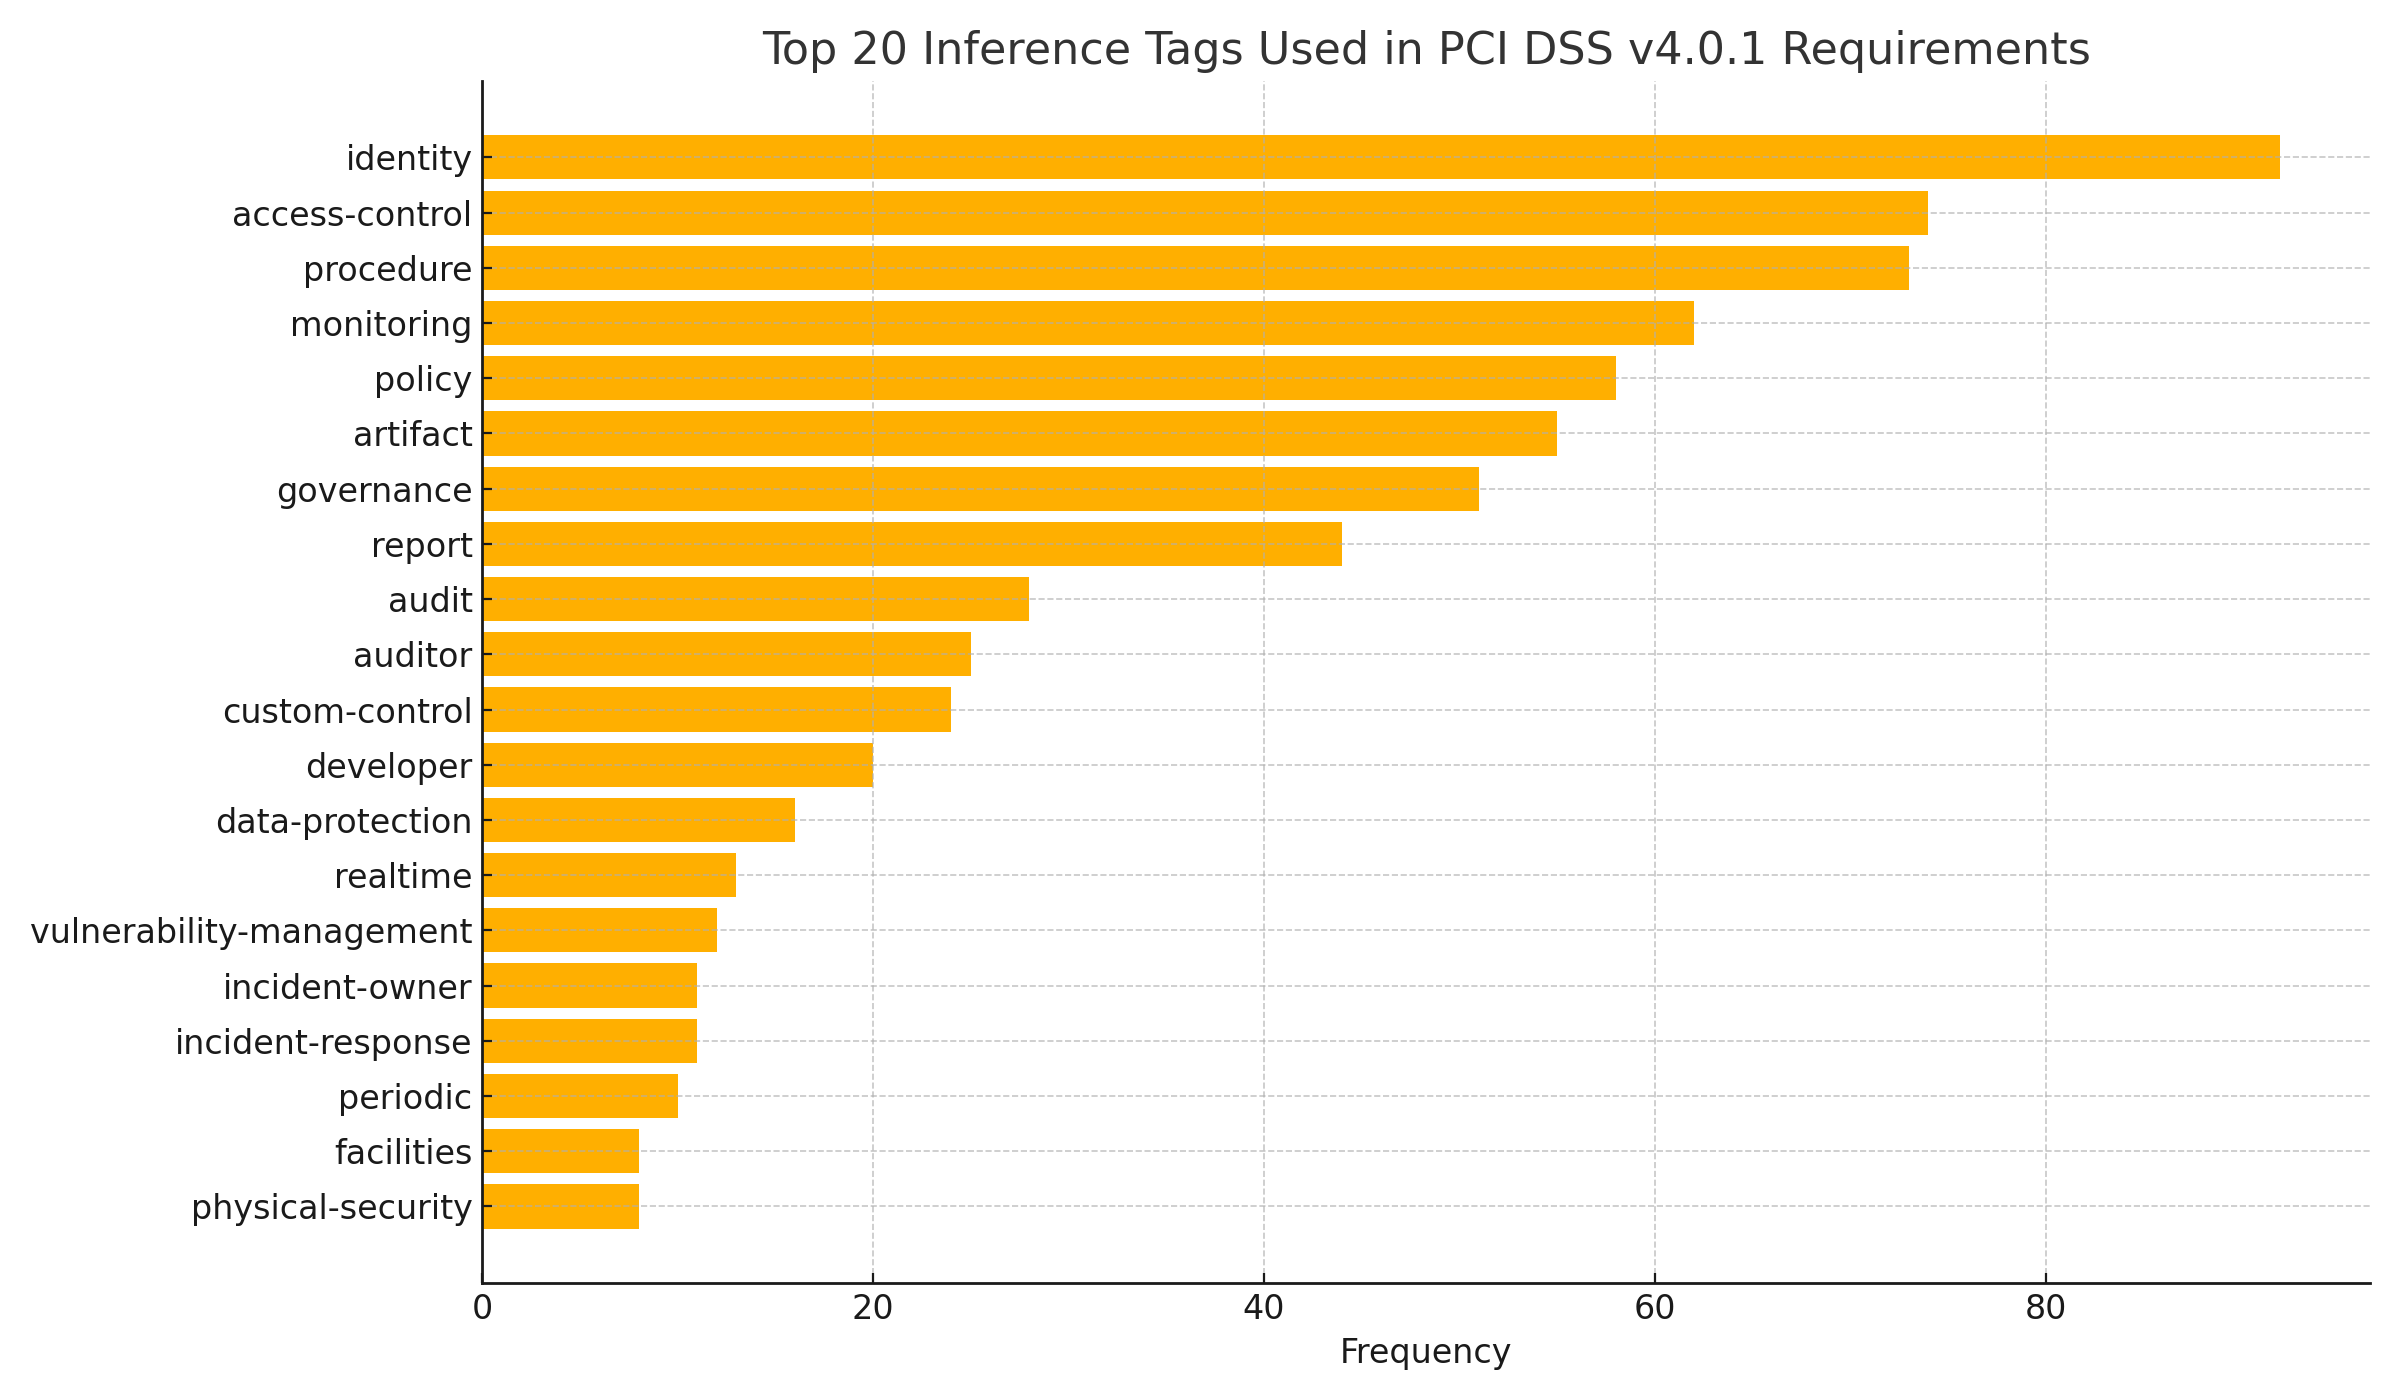 Top 20 Inference Tags Used in PCI DSS v4.0.1 Requirements
identity
access-control
procedure
monitoring
policy
artifact
governance
report
audit
auditor
custom-control
developer
data-protection
realtime
vulnerability-management
incident-owner
incident-response
periodic
facilities
physical-security
0 20 40 60 80
Frequency